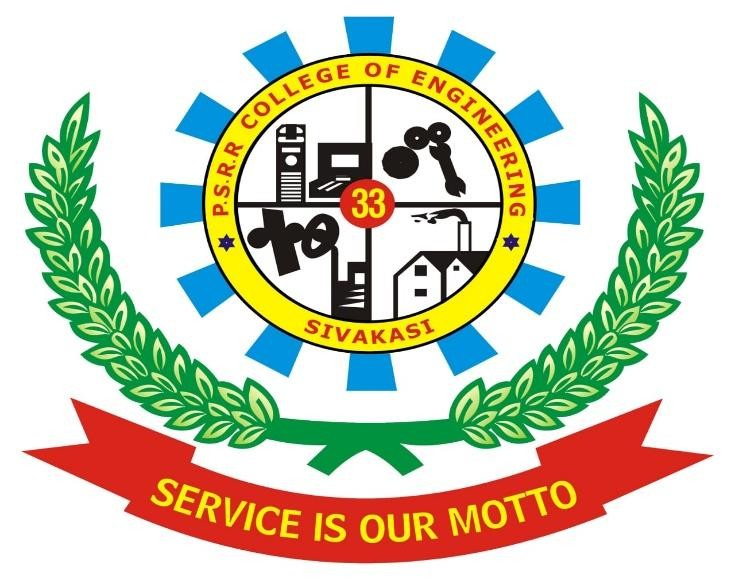 P.S.R.R COLLEGE OF ENGINEERING
33
SIVAKASI
SERVICE IS OUR MOTTO